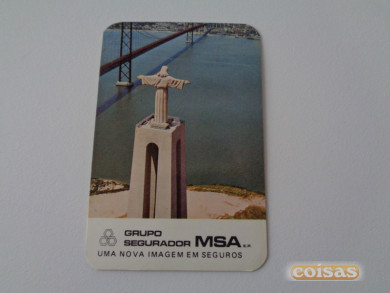 GRUPO
SEGURADOR MSA E.P.
UMA NOVA IMAGEM EM SEGUROS
coisas